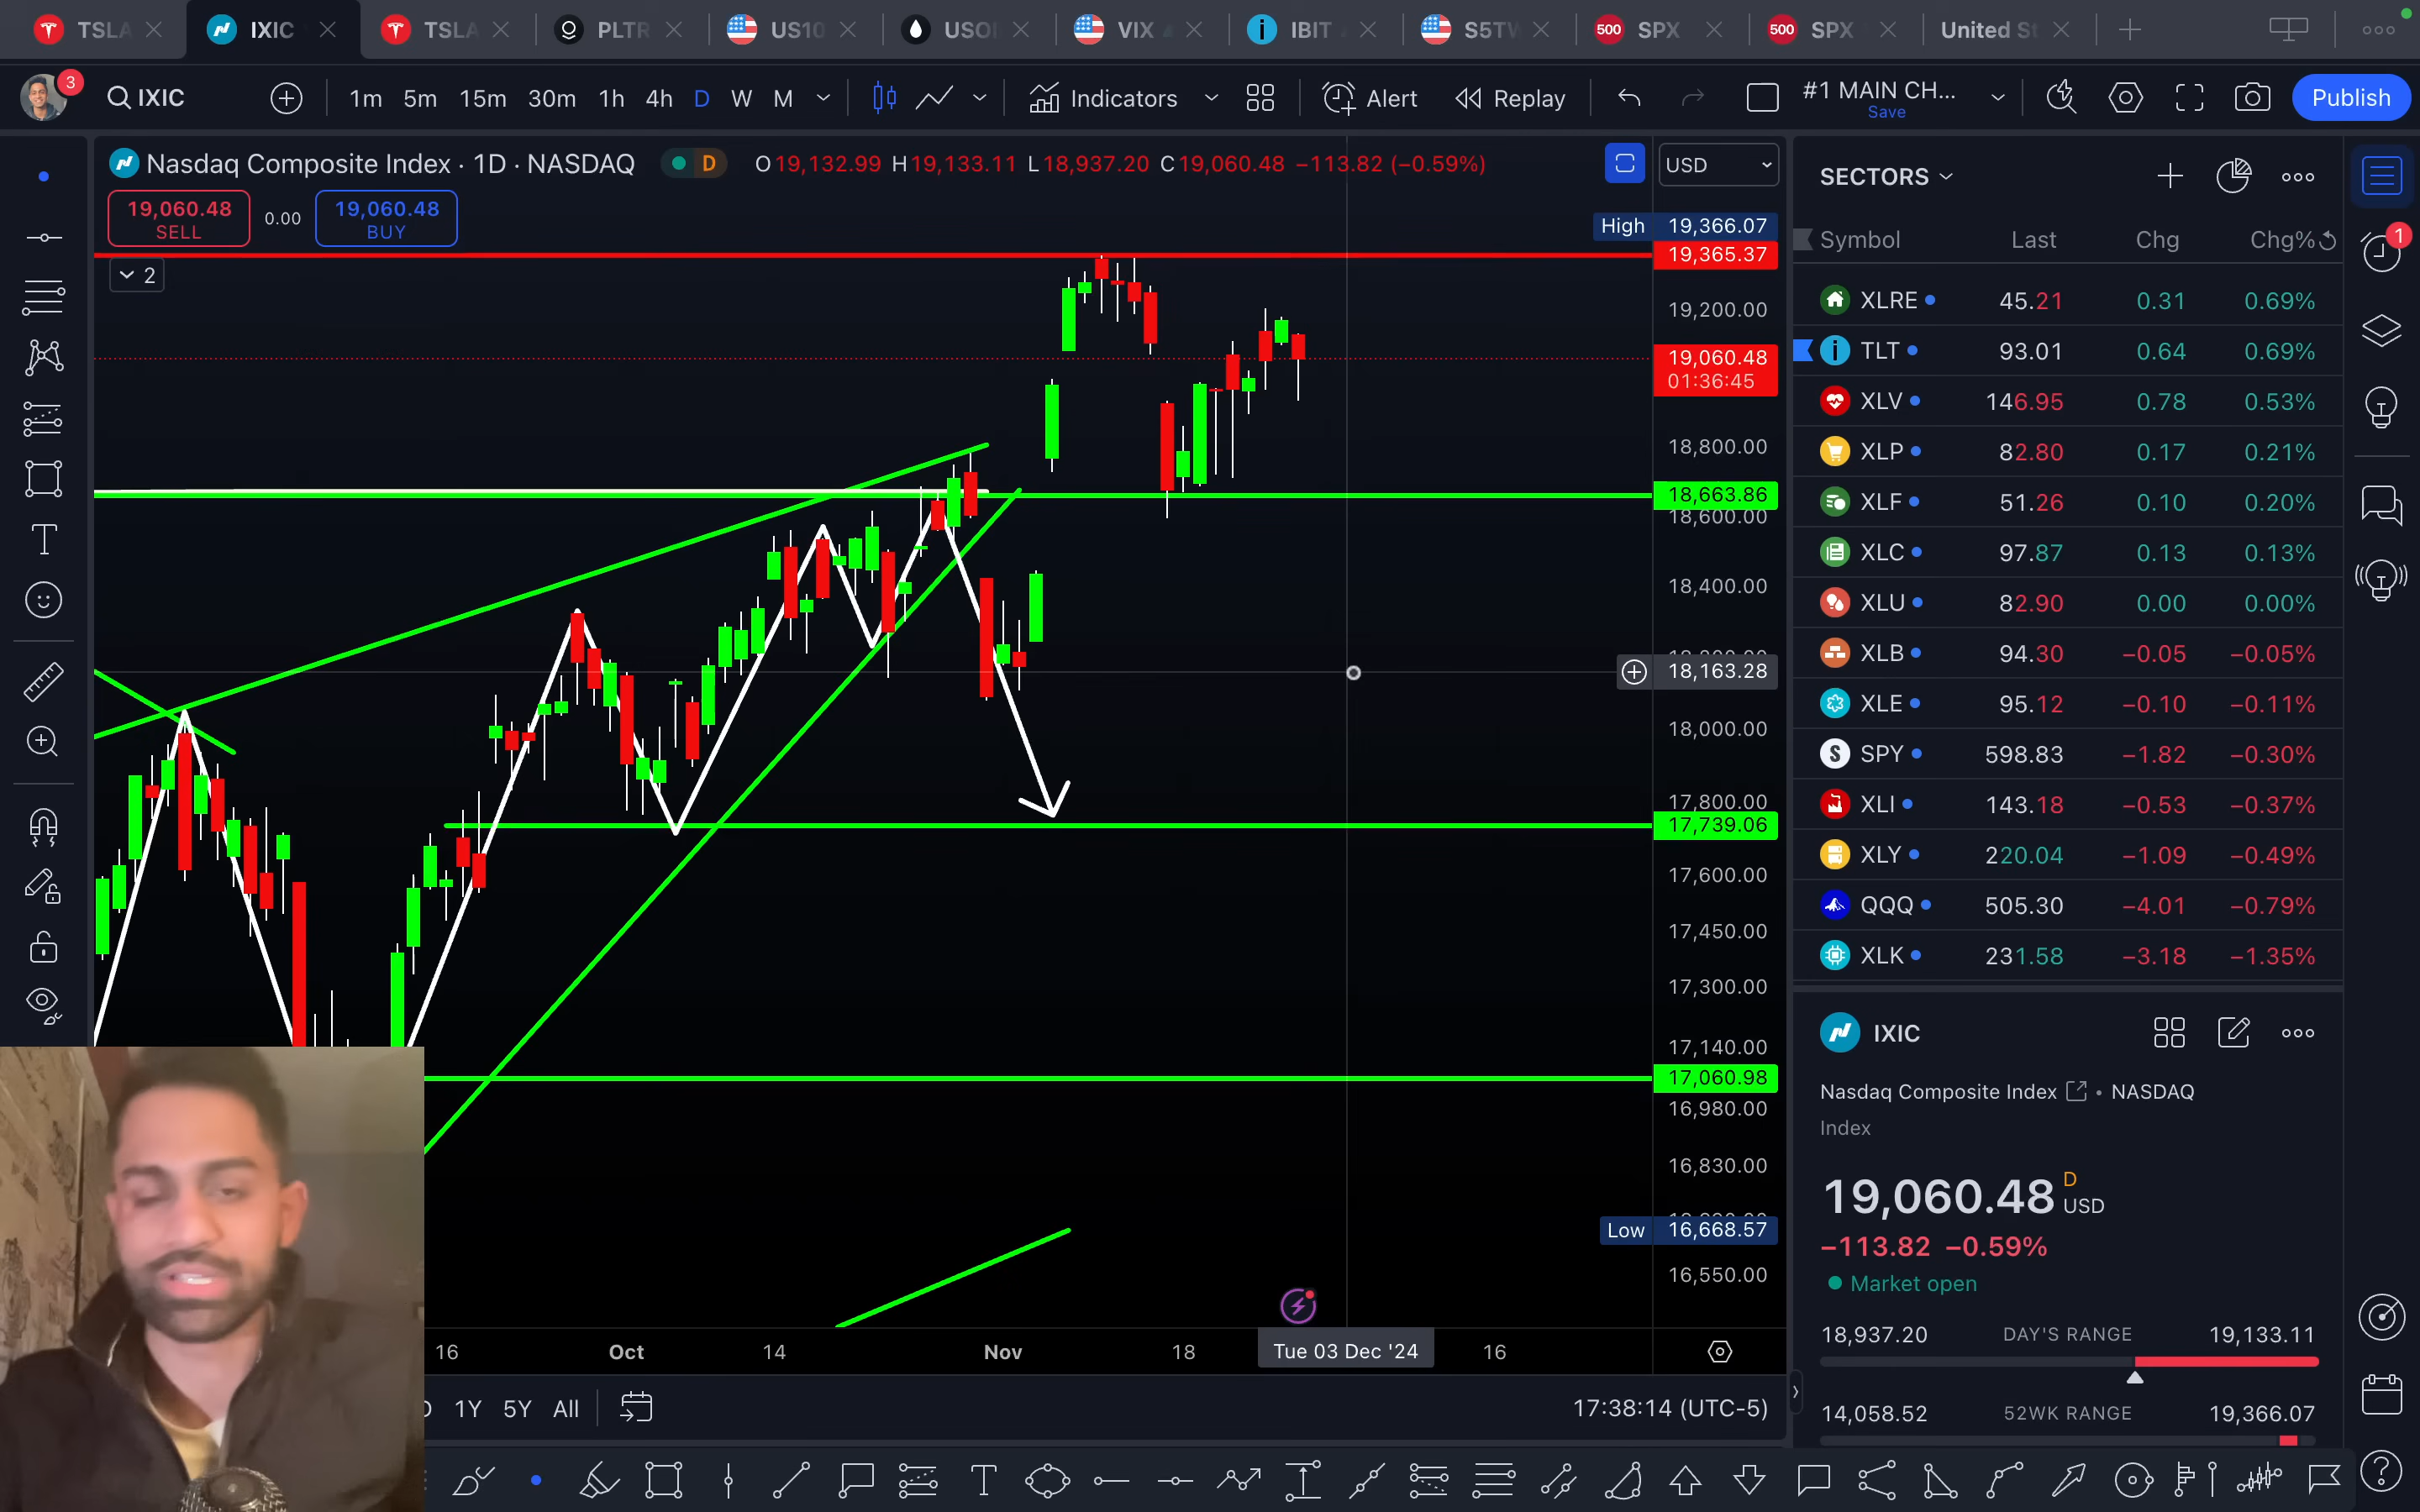 TSLA
IXIC
TSLA
PLTR
US10
USOI
VIX
IBIT
S5TW
500 SPX
500 SPX
United St
3
IXIC
1m 5m 15m 30m 1h 4h D W M
Indicators
Alert
Replay
#1 MAIN CH...
Save
Publish
Nasdaq Composite Index · 1D · NASDAQ
D
O19,132.99 H19,133.11 L18,937.20 C19,060.48 −113.82 (−0.59%)
USD
19,060.48
SELL
0.00
19,060.48
BUY
2
High 19,366.07
19,365.37
19,200.00
19,060.48
01:36:45
18,800.00
18,663.86
18,600.00
18,400.00
18,163.28
18,000.00
17,800.00
17,739.06
17,600.00
17,450.00
17,300.00
17,140.00
17,060.98
16,980.00
16,830.00
Low 16,668.57
16,550.00
16 Oct 14 Nov 18 Tue 03 Dec '24 16
1Y 5Y All
17:38:14 (UTC-5)
SECTORS
Symbol Last Chg Chg%
XLRE 45.21 0.31 0.69%
TLT 93.01 0.64 0.69%
XLV 146.95 0.78 0.53%
XLP 82.80 0.17 0.21%
XLF 51.26 0.10 0.20%
XLC 97.87 0.13 0.13%
XLU 82.90 0.00 0.00%
XLB 94.30 −0.05 −0.05%
XLE 95.12 −0.10 −0.11%
SPY 598.83 −1.82 −0.30%
XLI 143.18 −0.53 −0.37%
XLY 220.04 −1.09 −0.49%
QQQ 505.30 −4.01 −0.79%
XLK 231.58 −3.18 −1.35%
IXIC
Nasdaq Composite Index • NASDAQ
Index
19,060.48 D USD
−113.82 −0.59%
Market open
18,937.20 DAY'S RANGE 19,133.11
14,058.52 52WK RANGE 19,366.07
1